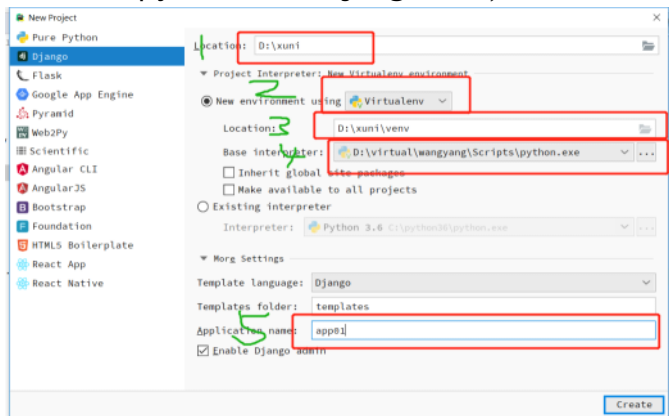 New Project
Pure Python
Django
Flask
Google App Engine
Pyramid
Web2Py
Scientific
Angular CLI
AngularJS
Bootstrap
Foundation
HTML5 Boilerplate
React App
React Native
1
Location: D:\xuni
Project Interpreter: New Virtualenv environment
2
New environment using Virtualenv
3
Location: D:\xuni\venv
4
Base interpreter: D:\virtual\wangyang\Scripts\python.exe
Inherit global site-packages
Make available to all projects
Existing interpreter
Interpreter: Python 3.6 C:\python36\python.exe
More Settings
Template language: Django
Templates folder: templates
5
Application name: app01
Enable Django admin
Create